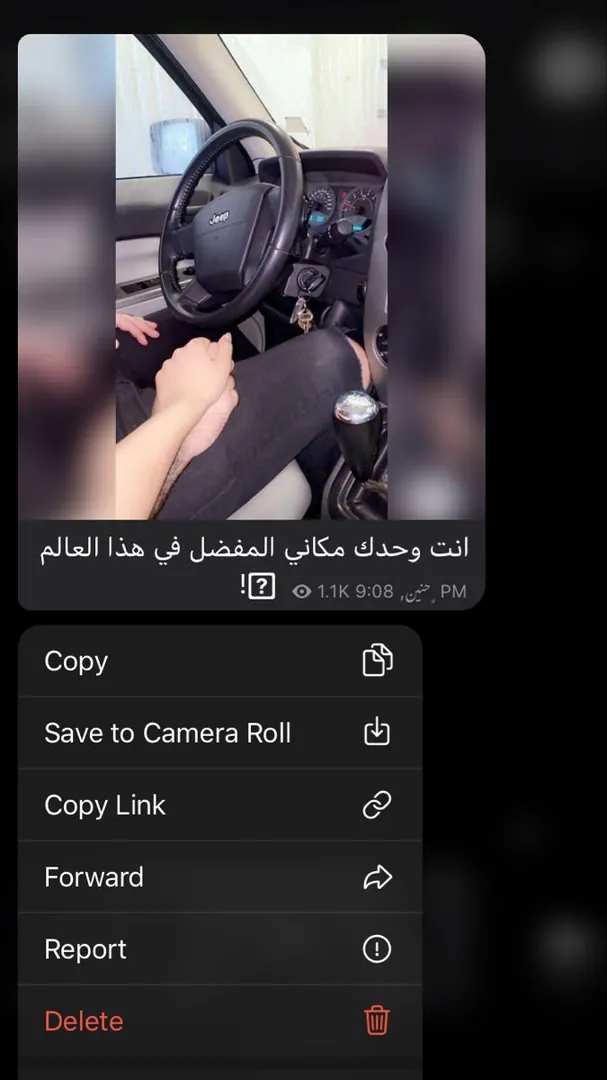 Jeep
انت وحدك مكاني المفضل في هذا العالم
!
1.1K 9:08 حنين, PM
Copy
Save to Camera Roll
Copy Link
Forward
Report
Delete